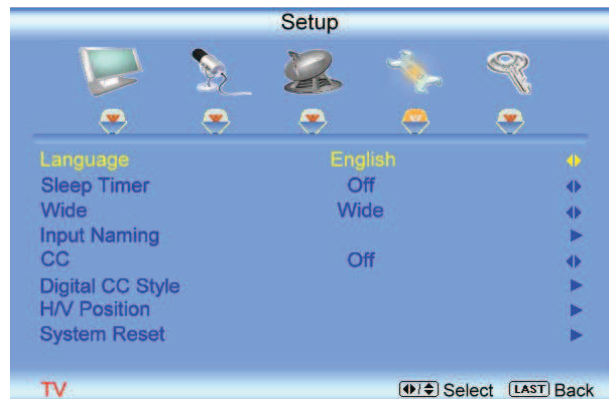 Setup
Language English
Sleep Timer Off
Wide Wide
Input Naming
CC Off
Digital CC Style
H/V Position
System Reset
TV Select LAST Back